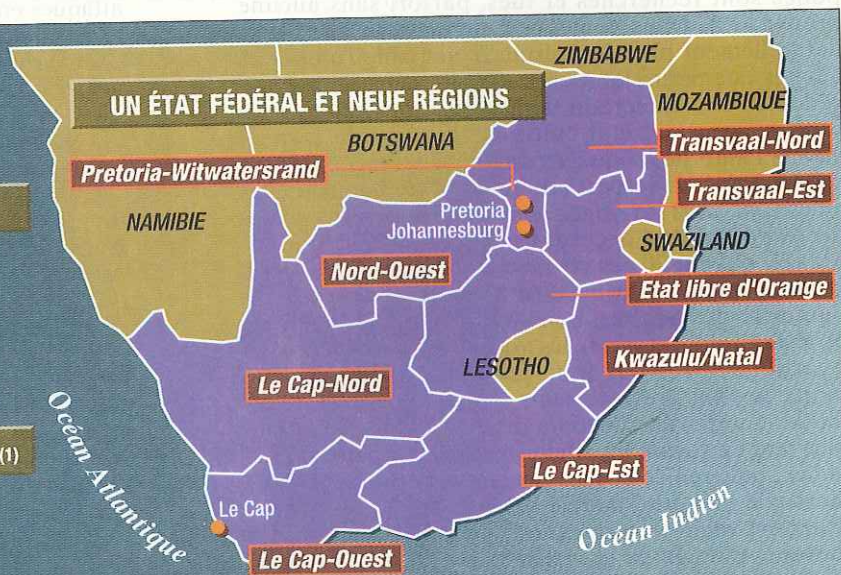 ZIMBABWE
UN ÉTAT FÉDÉRAL ET NEUF RÉGIONS
MOZAMBIQUE
BOTSWANA
Transvaal-Nord
Pretoria-Witwatersrand
Transvaal-Est
NAMIBIE
Pretoria
Johannesburg
SWAZILAND
Nord-Ouest
Etat libre d'Orange
LESOTHO
Kwazulu/Natal
Le Cap-Nord
Océan Atlantique
(1)
Le Cap-Est
Le Cap
Océan Indien
Le Cap-Ouest